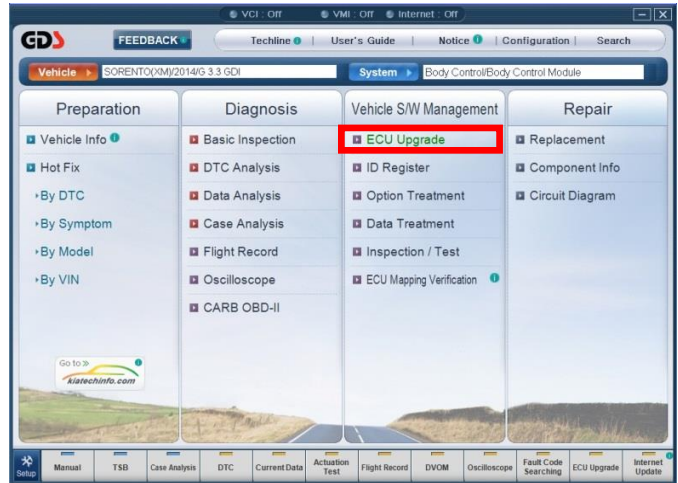 VCI : Off VMI : Off Internet : Off
GDS FEEDBACK Techline | User's Guide | Notice | Configuration | Search
Vehicle SORENTO(XM)/2014/G 3.3 GDI System Body Control/Body Control Module
Preparation
Vehicle Info
Hot Fix
By DTC
By Symptom
By Model
By VIN
Go to
kiatechinfo.com
Diagnosis
Basic Inspection
DTC Analysis
Data Analysis
Case Analysis
Flight Record
Oscilloscope
CARB OBD-II
Vehicle S/W Management
ECU Upgrade
ID Register
Option Treatment
Data Treatment
Inspection / Test
ECU Mapping Verification
Repair
Replacement
Component Info
Circuit Diagram
Setup Manual TSB Case Analysis DTC Current Data Actuation Test Flight Record DVOM Oscilloscope Fault Code Searching ECU Upgrade Internet Update